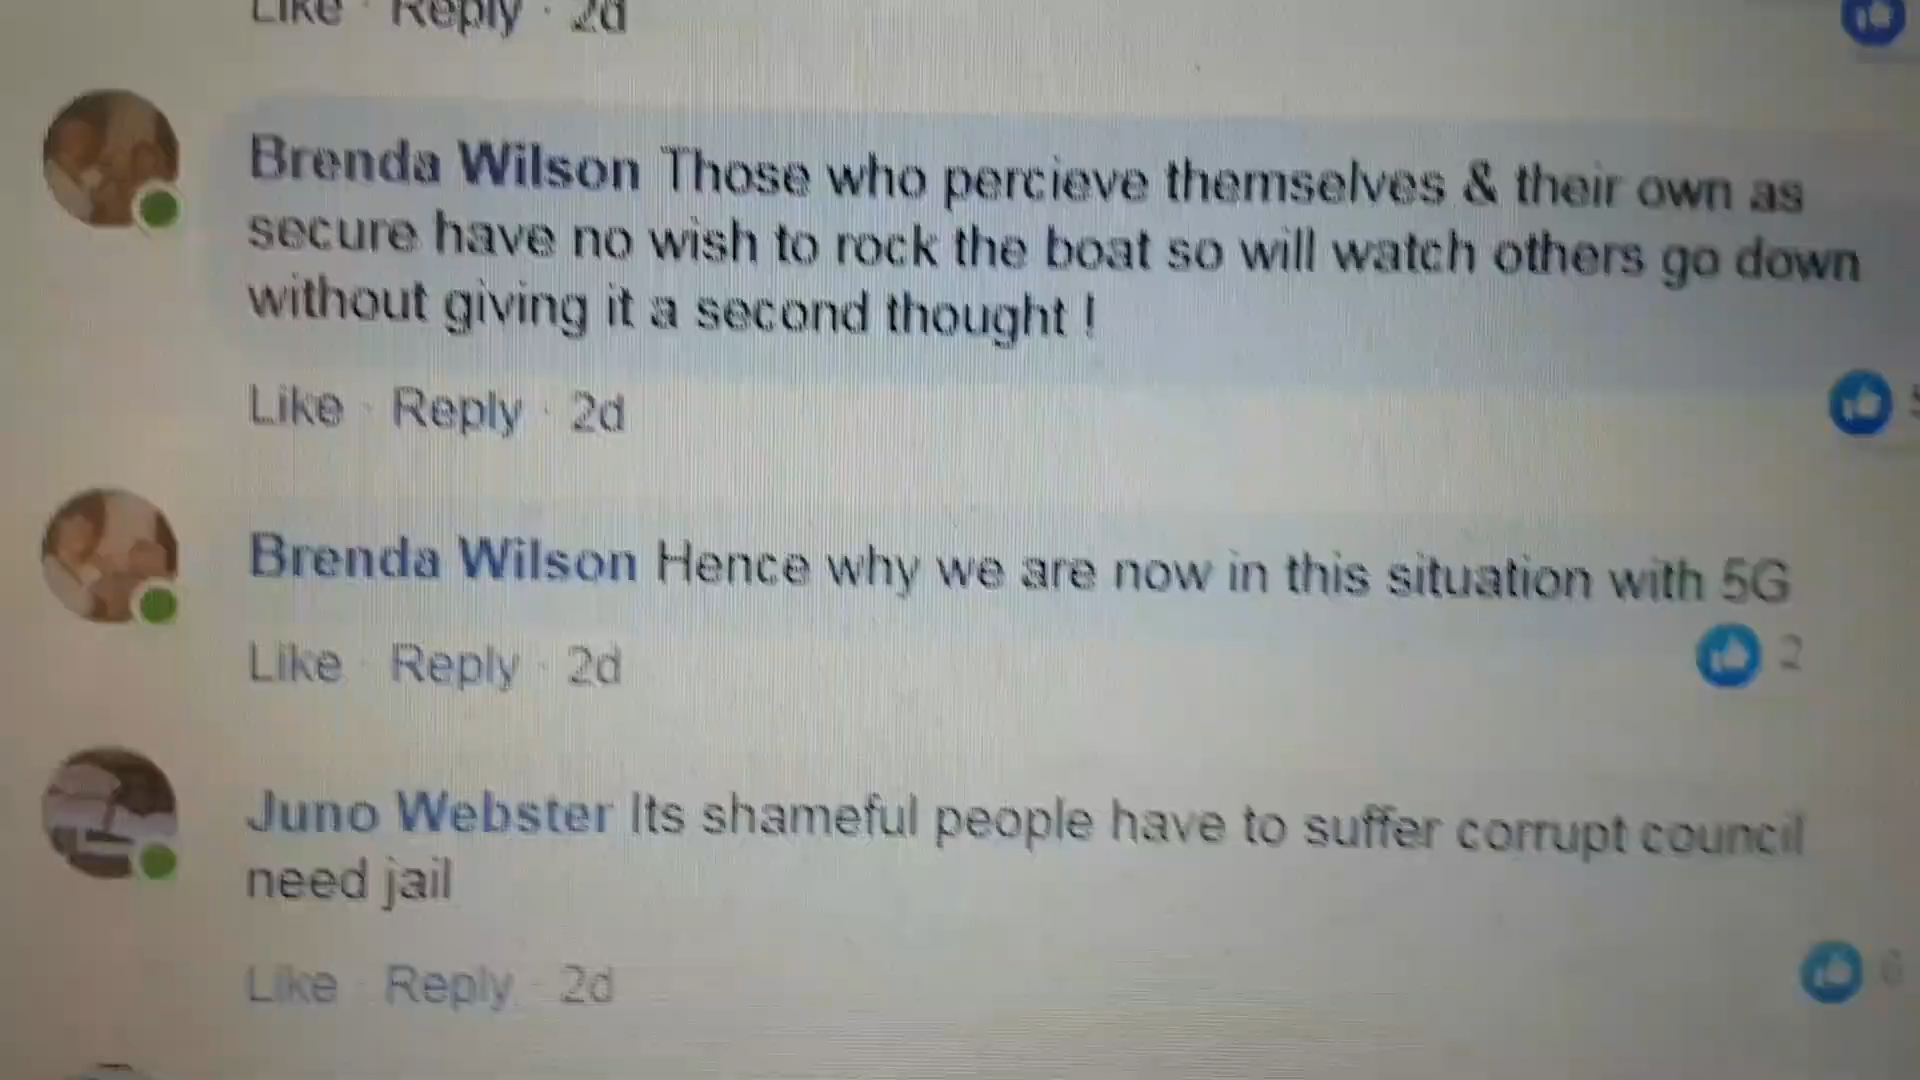 Like · Reply · 2d
Brenda Wilson Those who percieve themselves & their own as
secure have no wish to rock the boat so will watch others go down
without giving it a second thought !
Like · Reply · 2d
Brenda Wilson Hence why we are now in this situation with 5G
Like · Reply · 2d
2
Juno Webster Its shameful people have to suffer corrupt council
need jail
Like · Reply · 2d
6